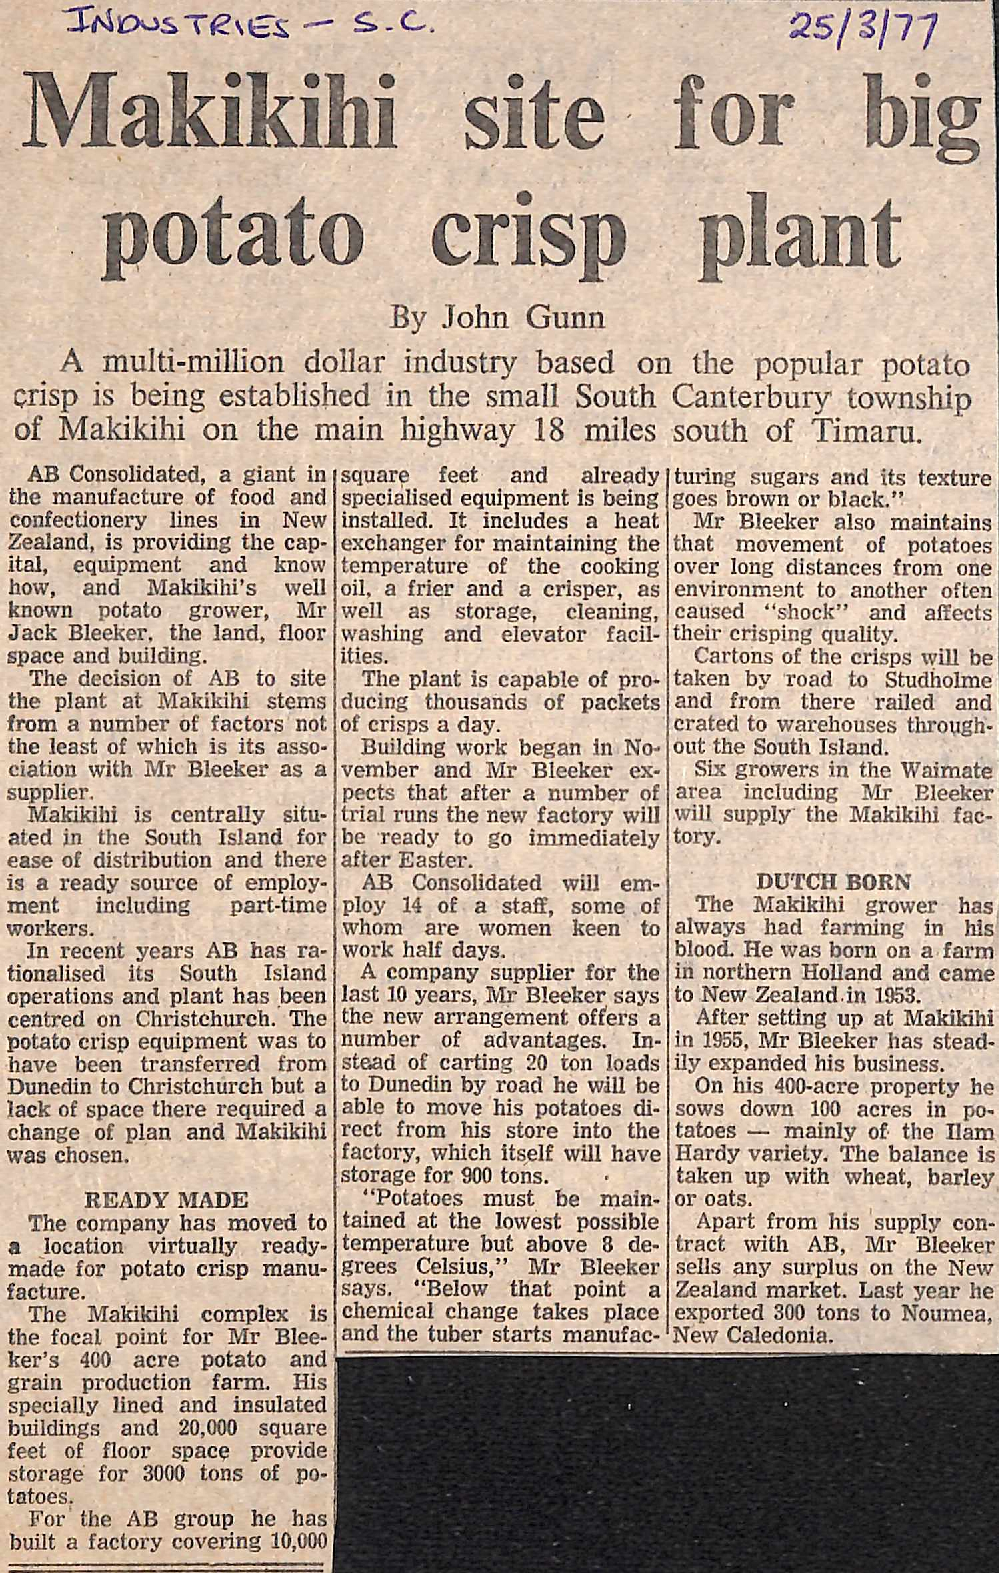 INDUSTRIES — S.C.
25/3/77
Makikihi site for big
potato crisp plant
By John Gunn
A multi-million dollar industry based on the popular potato
crisp is being established in the small South Canterbury township
of Makikihi on the main highway 18 miles south of Timaru.
AB Consolidated, a giant in
the manufacture of food and
confectionery lines in New
Zealand, is providing the cap-
ital, equipment and know
how, and Makikihi's well
known potato grower, Mr
Jack Bleeker, the land, floor
space and building.
The decision of AB to site
the plant at Makikihi stems
from a number of factors not
the least of which is its asso-
ciation with Mr Bleeker as a
supplier.
Makikihi is centrally situ-
ated in the South Island for
ease of distribution and there
is a ready source of employ-
ment including part-time
workers.
In recent years AB has ra-
tionalised its South Island
operations and plant has been
centred on Christchurch. The
potato crisp equipment was to
have been transferred from
Dunedin to Christchurch but a
lack of space there required a
change of plan and Makikihi
was chosen.
READY MADE
The company has moved to
a location virtually ready-
made for potato crisp manu-
facture.
The Makikihi complex is
the focal point for Mr Blee-
ker's 400 acre potato and
grain production farm. His
specially lined and insulated
buildings and 20,000 square
feet of floor space provide
storage for 3000 tons of po-
tatoes.
For the AB group he has
built a factory covering 10,000
square feet and already
specialised equipment is being
installed. It includes a heat
exchanger for maintaining the
temperature of the cooking
oil, a frier and a crisper, as
well as storage, cleaning,
washing and elevator facil-
ities.
The plant is capable of pro-
ducing thousands of packets
of crisps a day.
Building work began in No-
vember and Mr Bleeker ex-
pects that after a number of
trial runs the new factory will
be ready to go immediately
after Easter.
AB Consolidated will em-
ploy 14 of a staff, some of
whom are women keen to
work half days.
A company supplier for the
last 10 years, Mr Bleeker says
the new arrangement offers a
number of advantages. In-
stead of carting 20 ton loads
to Dunedin by road he will be
able to move his potatoes di-
rect from his store into the
factory, which itself will have
storage for 900 tons.
"Potatoes must be main-
tained at the lowest possible
temperature but above 8 de-
grees Celsius," Mr Bleeker
says. "Below that point a
chemical change takes place
and the tuber starts manufac-
turing sugars and its texture
goes brown or black."
Mr Bleeker also maintains
that movement of potatoes
over long distances from one
environment to another often
caused "shock" and affects
their crisping quality.
Cartons of the crisps will be
taken by road to Studholme
and from there railed and
crated to warehouses through-
out the South Island.
Six growers in the Waimate
area including Mr Bleeker
will supply the Makikihi fac-
tory.
DUTCH BORN
The Makikihi grower has
always had farming in his
blood. He was born on a farm
in northern Holland and came
to New Zealand in 1953.
After setting up at Makikihi
in 1955, Mr Bleeker has stead-
ily expanded his business.
On his 400-acre property he
sows down 100 acres in po-
tatoes — mainly of the Ilam
Hardy variety. The balance is
taken up with wheat, barley
or oats.
Apart from his supply con-
tract with AB, Mr Bleeker
sells any surplus on the New
Zealand market. Last year he
exported 300 tons to Noumea,
New Caledonia.